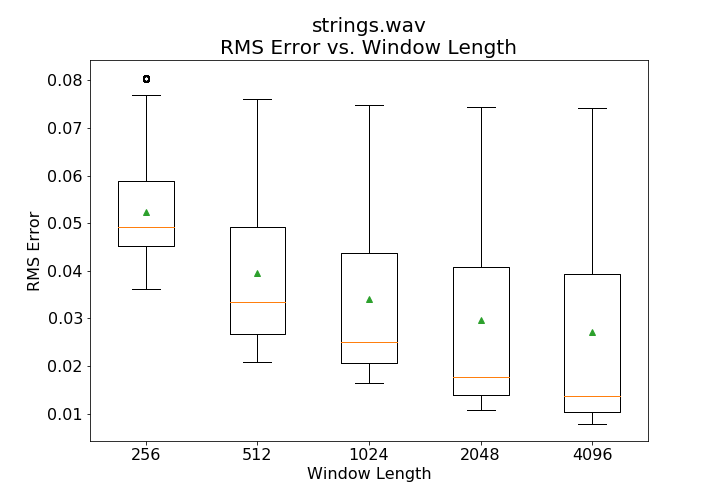 strings.wav
RMS Error vs. Window Length
0.08
0.07
0.06
0.05
0.04
0.03
0.02
0.01
RMS Error
256 512 1024 2048 4096
Window Length